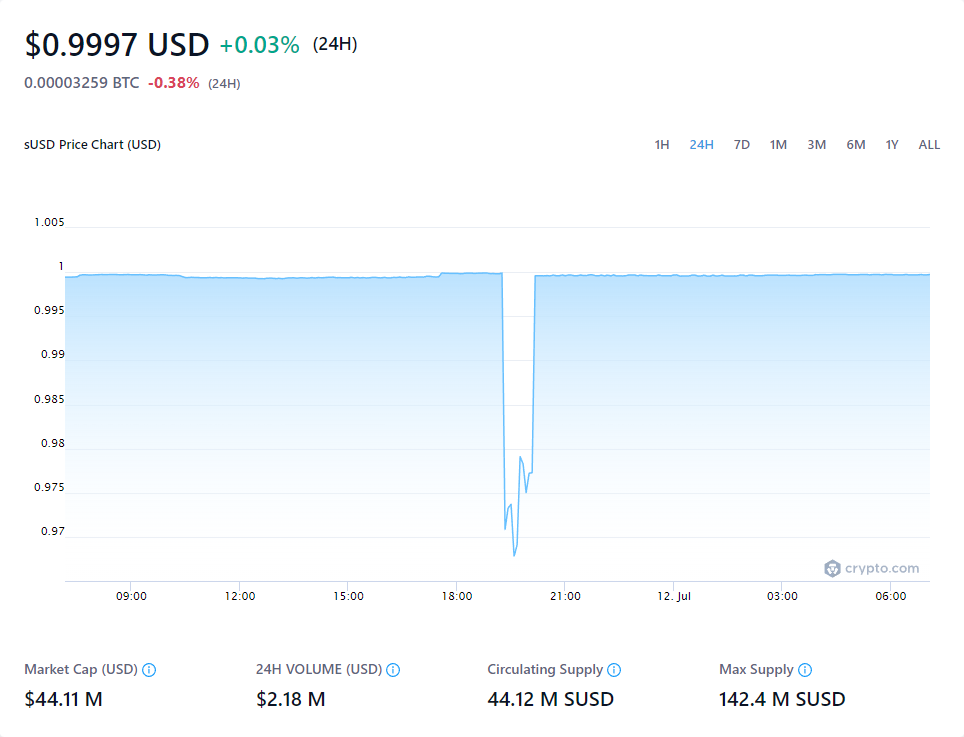 $0.9997 USD +0.03% (24H)
0.00003259 BTC -0.38% (24H)
sUSD Price Chart (USD) 1H 24H 7D 1M 3M 6M 1Y ALL
1.005
1
0.995
0.99
0.985
0.98
0.975
0.97
crypto.com
09:00 12:00 15:00 18:00 21:00 12. Jul 03:00 06:00
Market Cap (USD) 24H VOLUME (USD) Circulating Supply Max Supply
$44.11 M $2.18 M 44.12 M SUSD 142.4 M SUSD